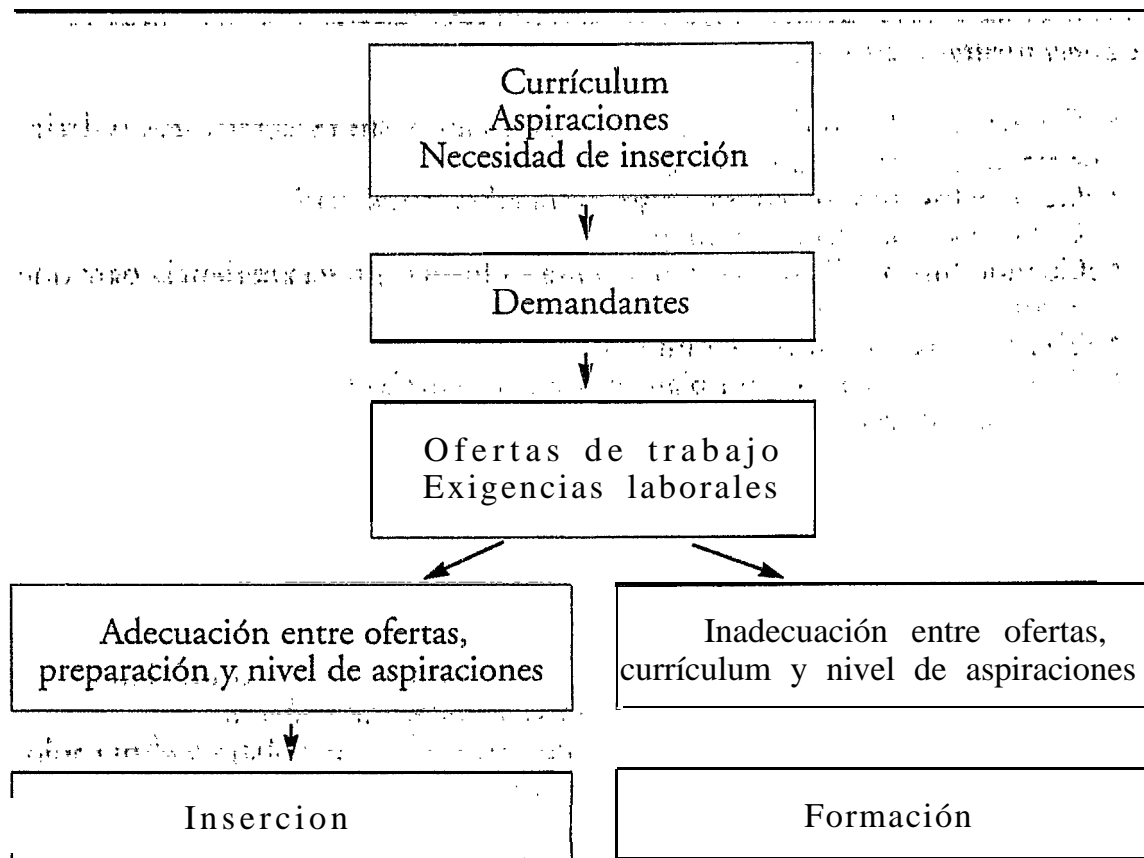 Currículum
Aspiraciones
Necesidad de inserción
Demandantes
Ofertas de trabajo
Exigencias laborales
Adecuación entre ofertas,
preparación y nivel de aspiraciones
Inadecuación entre ofertas,
currículum y nivel de aspiraciones
Insercion
Formación